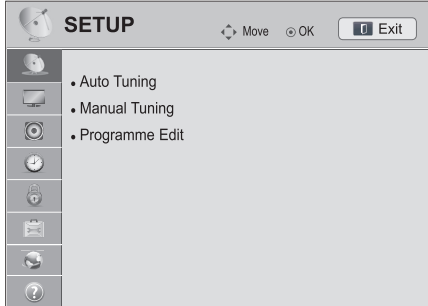 SETUP
Move OK Exit
• Auto Tuning
• Manual Tuning
• Programme Edit
?